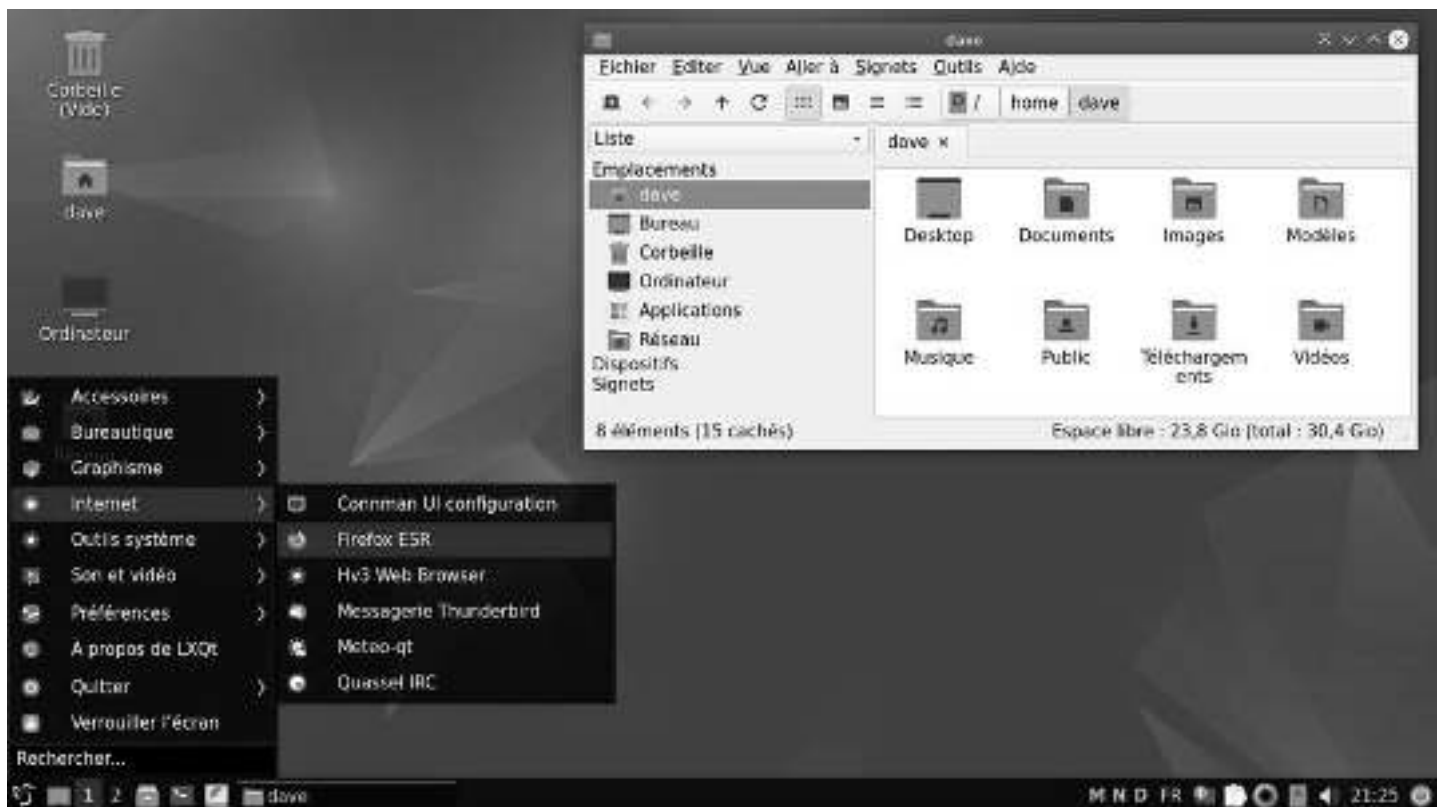 Corbeille
(Vide)
dave
Ordinateur
dave
Fichier Editer Vue Aller à Signets Outils Aide
/ home dave
Liste
dave ×
Emplacements
dave
Bureau
Corbeille
Ordinateur
Applications
Réseau
Dispositifs
Signets
Desktop Documents Images Modèles
Musique Public Téléchargem Vidéos
ents
8 éléments (15 cachés) Espace libre : 23,8 Gio (total : 30,4 Gio)
Accessoires
Bureautique
Graphisme
Internet
Outils système
Son et vidéo
Préférences
À propos de LXQt
Quitter
Verrouiller l'écran
Rechercher...
Connman UI configuration
Firefox ESR
Hv3 Web Browser
Messagerie Thunderbird
Meteo-qt
Quassel IRC
1 2 dave M N D FR 21:25